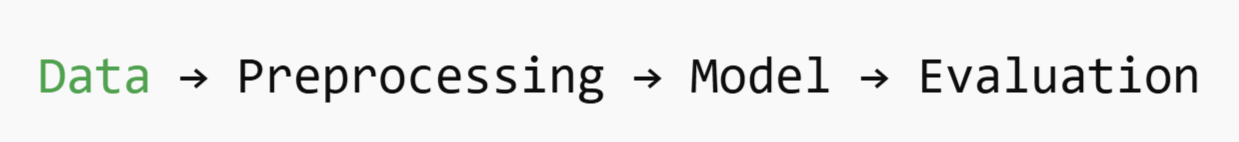 Data → Preprocessing → Model → Evaluation